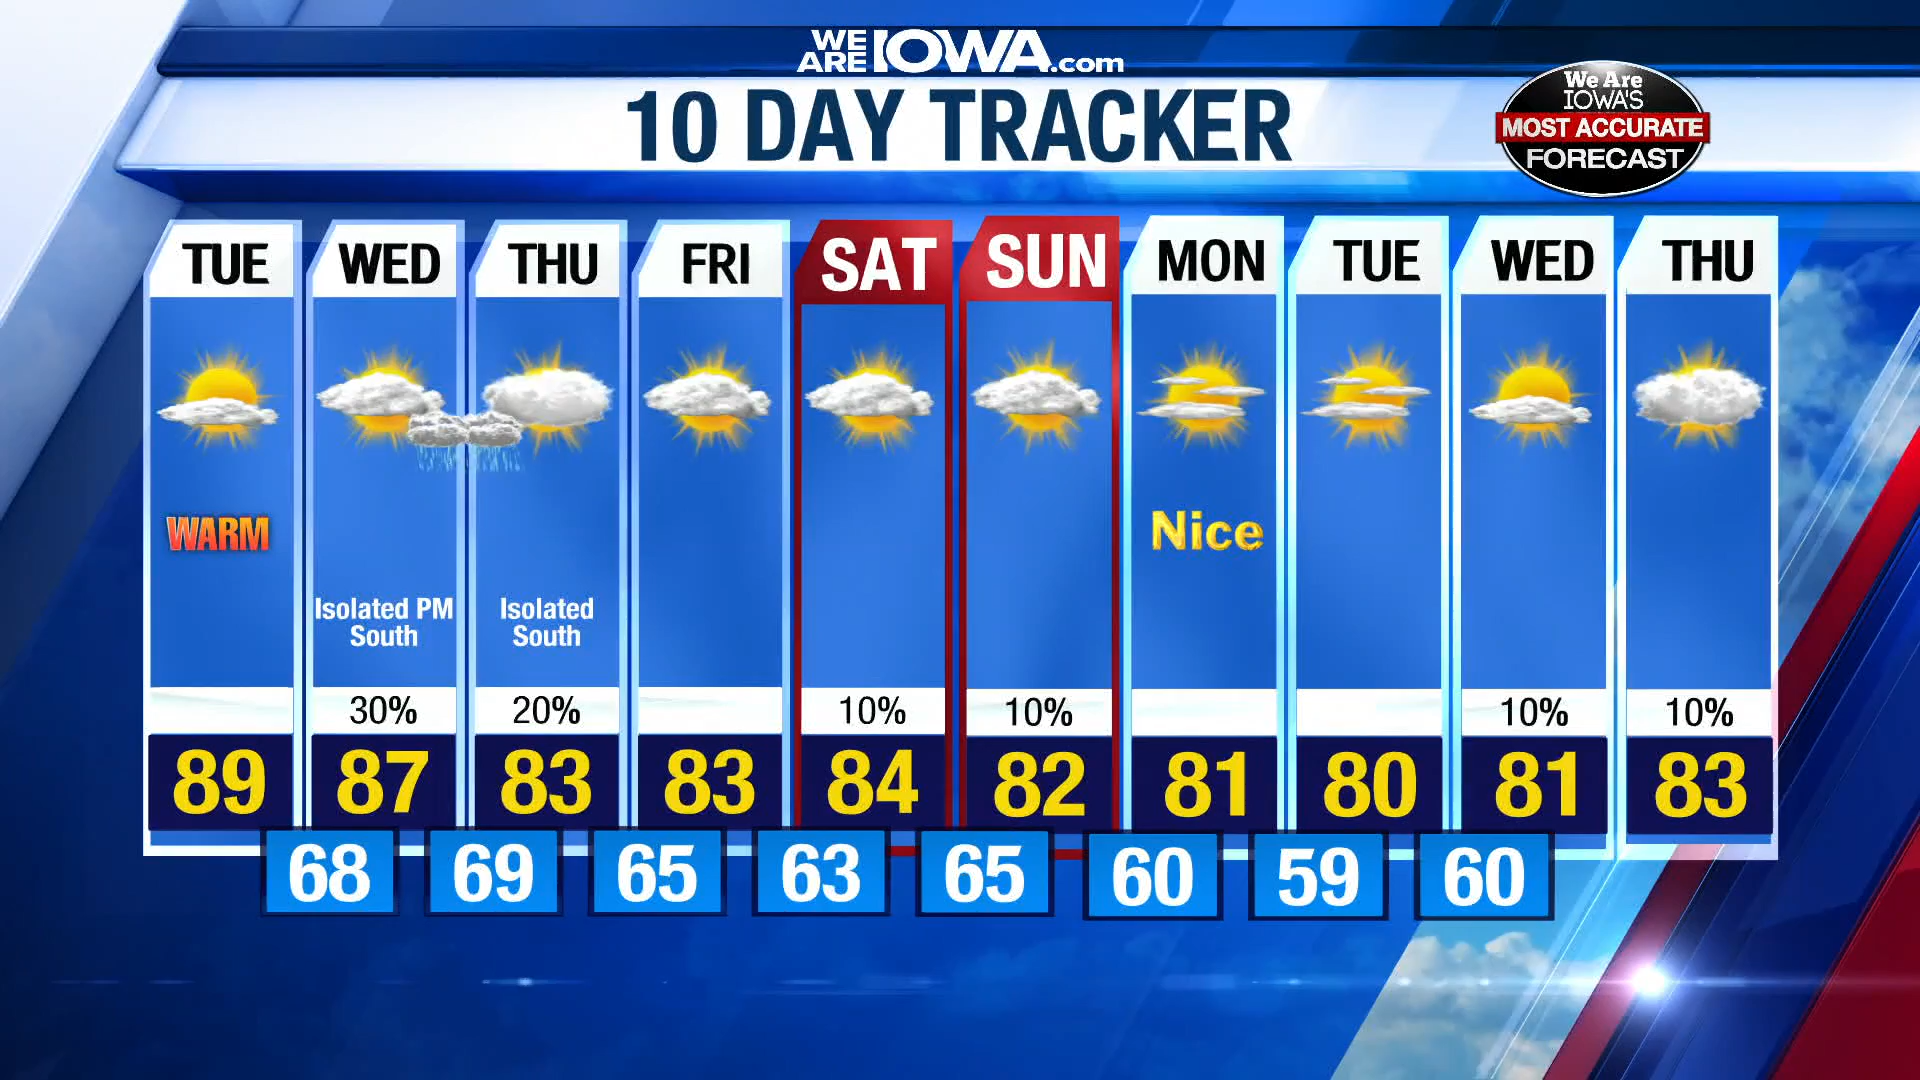 WE ARE IOWA.com
10 DAY TRACKER
We Are
IOWA'S
MOST ACCURATE
FORECAST
TUE WED THU FRI SAT SUN MON TUE WED THU
WARM Nice
Isolated PM South
Isolated South
30% 20% 10% 10% 10% 10%
89 87 83 83 84 82 81 80 81 83
68 69 65 63 65 60 59 60